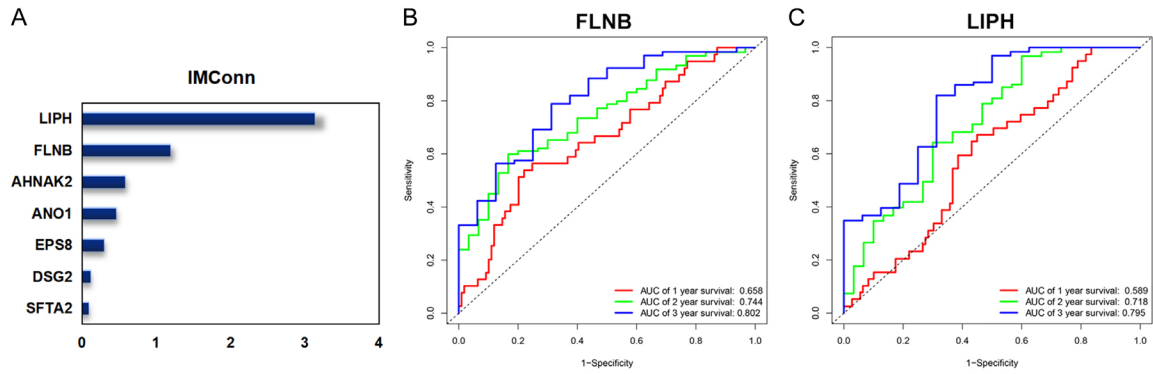 A
IMConn
LIPH
FLNB
AHNAK2
ANO1
EPS8
DSG2
SFTA2
0 1 2 3 4
B
FLNB
Sensitivity
1.0
0.8
0.6
0.4
0.2
0.0
AUC of 1 year survival: 0.658
AUC of 2 year survival: 0.744
AUC of 3 year survival: 0.802
0.0 0.2 0.4 0.6 0.8 1.0
1-Specificity
C
LIPH
Sensitivity
1.0
0.8
0.6
0.4
0.2
0.0
AUC of 1 year survival: 0.589
AUC of 2 year survival: 0.718
AUC of 3 year survival: 0.795
0.0 0.2 0.4 0.6 0.8 1.0
1-Specificity